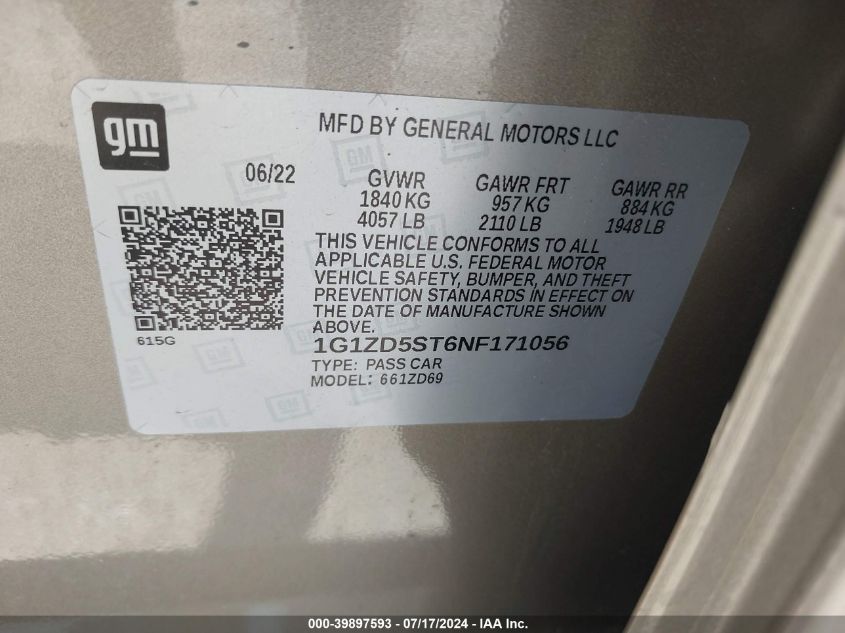 gm
MFD BY GENERAL MOTORS LLC
06/22
GVWR GAWR FRT GAWR RR
1840 KG 957 KG 884 KG
4057 LB 2110 LB 1948 LB
THIS VEHICLE CONFORMS TO ALL
APPLICABLE U.S. FEDERAL MOTOR
VEHICLE SAFETY, BUMPER, AND THEFT
PREVENTION STANDARDS IN EFFECT ON
THE DATE OF MANUFACTURE SHOWN
ABOVE.
615G
1G1ZD5ST6NF171056
TYPE: PASS CAR
MODEL: 661ZD69
000-39897593 - 07/17/2024 - IAA Inc.